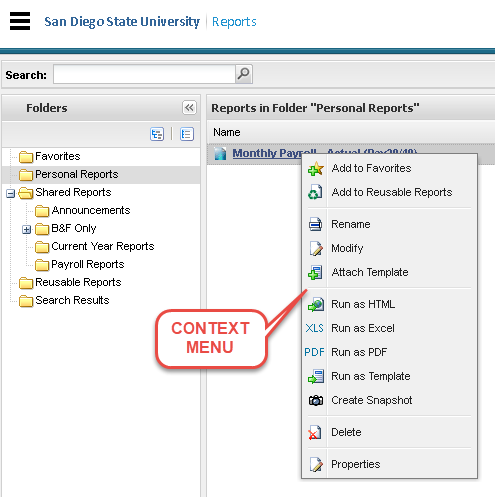 San Diego State University | Reports
Search:
Folders
Reports in Folder "Personal Reports"
Name
Favorites
Personal Reports
Shared Reports
Announcements
B&F Only
Current Year Reports
Payroll Reports
Reusable Reports
Search Results
Monthly Payroll - Actual (Pay20/40)
Add to Favorites
Add to Reusable Reports
Rename
Modify
Attach Template
Run as HTML
XLS Run as Excel
PDF Run as PDF
Run as Template
Create Snapshot
Delete
Properties
CONTEXT
MENU